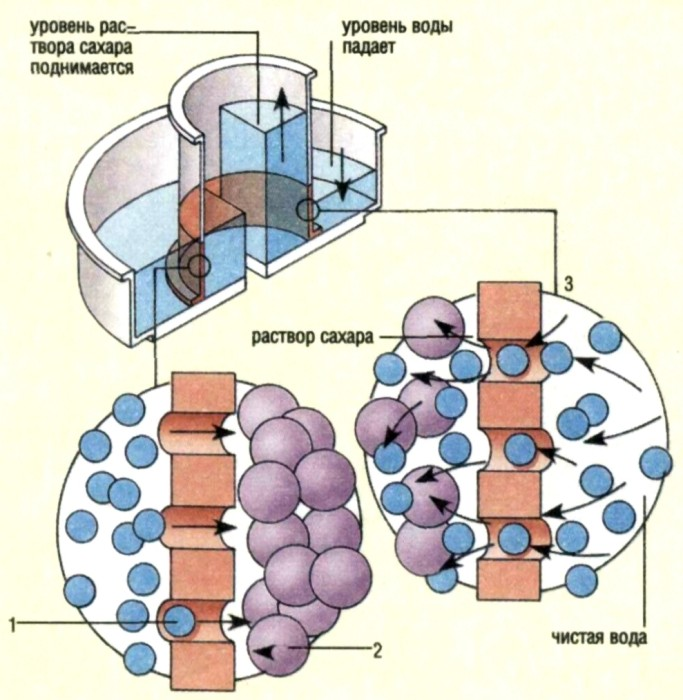 уровень рас-
твора сахара
поднимается
уровень воды
падает
3
раствор сахара
1
2
чистая вода